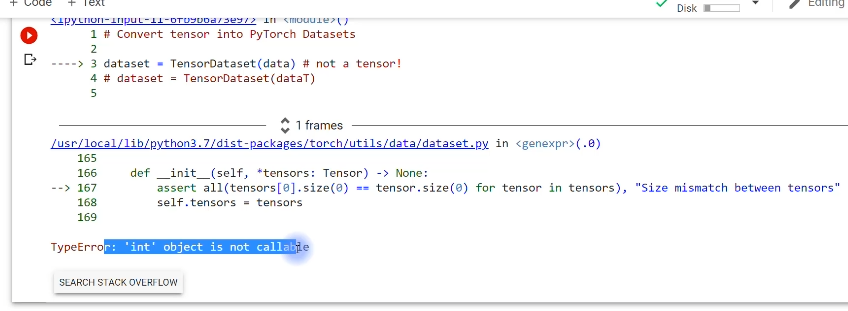 + Code + Text
Disk
Editing
<ipython-input-11-6fb9b6a73e97> in <module>()
1 # Convert tensor into PyTorch Datasets
2
----> 3 dataset = TensorDataset(data) # not a tensor!
4 # dataset = TensorDataset(dataT)
5
1 frames
/usr/local/lib/python3.7/dist-packages/torch/utils/data/dataset.py in <genexpr>(.0)
165
166 def __init__(self, *tensors: Tensor) -> None:
--> 167 assert all(tensors[0].size(0) == tensor.size(0) for tensor in tensors), "Size mismatch between tensors"
168 self.tensors = tensors
169
TypeError: 'int' object is not callable
SEARCH STACK OVERFLOW